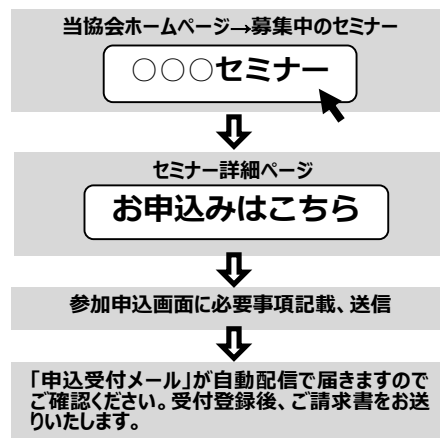 当協会ホームページ→募集中のセミナー
○○○セミナー
セミナー詳細ページ
お申込みはこちら
参加申込画面に必要事項記載、送信
「申込受付メール」が自動配信で届きますので
ご確認ください。受付登録後、ご請求書をお送
りいたします。